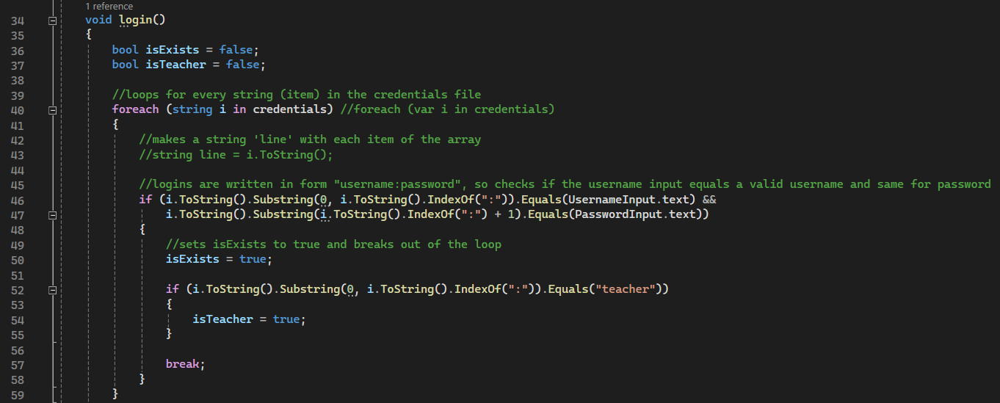 1 reference
34 void login()
35 {
36 bool isExists = false;
37 bool isTeacher = false;
38
39 //loops for every string (item) in the credentials file
40 foreach (string i in credentials) //foreach (var i in credentials)
41 {
42 //makes a string 'line' with each item of the array
43 //string line = i.ToString();
44
45 //logins are written in form "username:password", so checks if the username input equals a valid username and same for password
46 if (i.ToString().Substring(0, i.ToString().IndexOf(":")).Equals(UsernameInput.text) &&
47 i.ToString().Substring(i.ToString().IndexOf(":") + 1).Equals(PasswordInput.text))
48 {
49 //sets isExists to true and breaks out of the loop
50 isExists = true;
51
52 if (i.ToString().Substring(0, i.ToString().IndexOf(":")).Equals("teacher"))
53 {
54 isTeacher = true;
55 }
56
57 break;
58 }
59 }